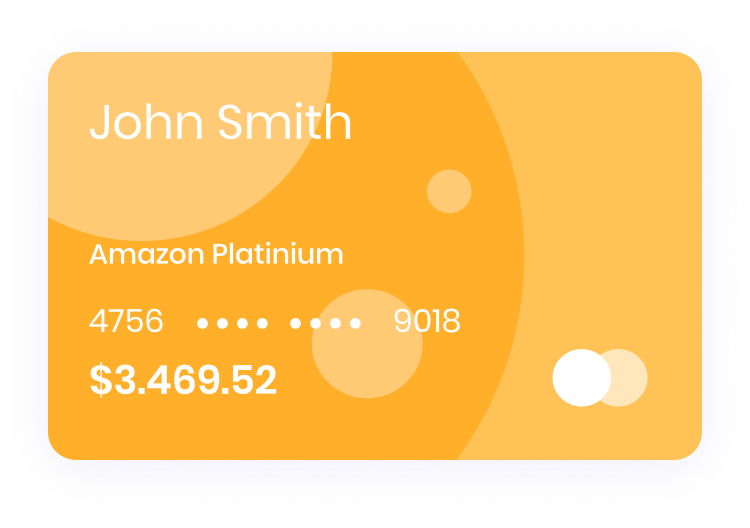 John Smith
Amazon Platinium
4756 •••• •••• 9018
$3.469.52